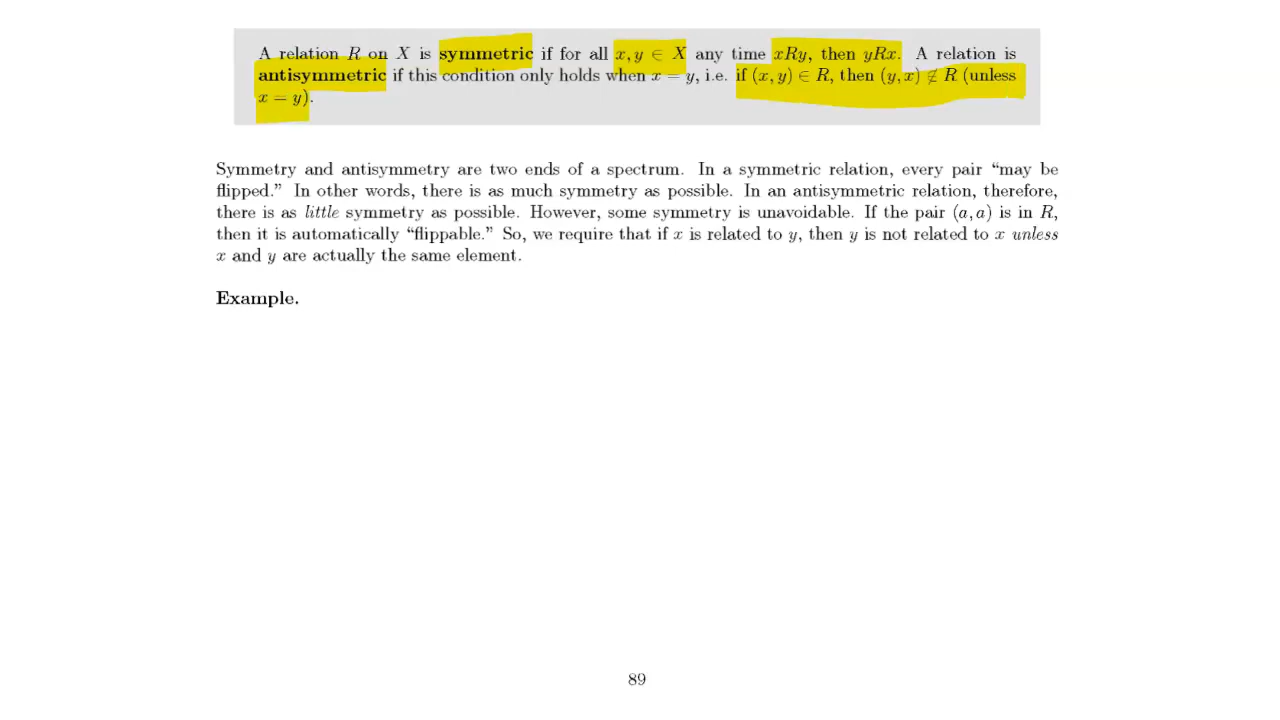 A relation R on X is symmetric if for all x, y ∈ X any time xRy, then yRx. A relation is
antisymmetric if this condition only holds when x = y, i.e. if (x, y) ∈ R, then (y, x) ∉ R (unless
x = y).
Symmetry and antisymmetry are two ends of a spectrum. In a symmetric relation, every pair “may be
flipped.” In other words, there is as much symmetry as possible. In an antisymmetric relation, therefore,
there is as little symmetry as possible. However, some symmetry is unavoidable. If the pair (a, a) is in R,
then it is automatically “flippable.” So, we require that if x is related to y, then y is not related to x unless
x and y are actually the same element.
Example.
89